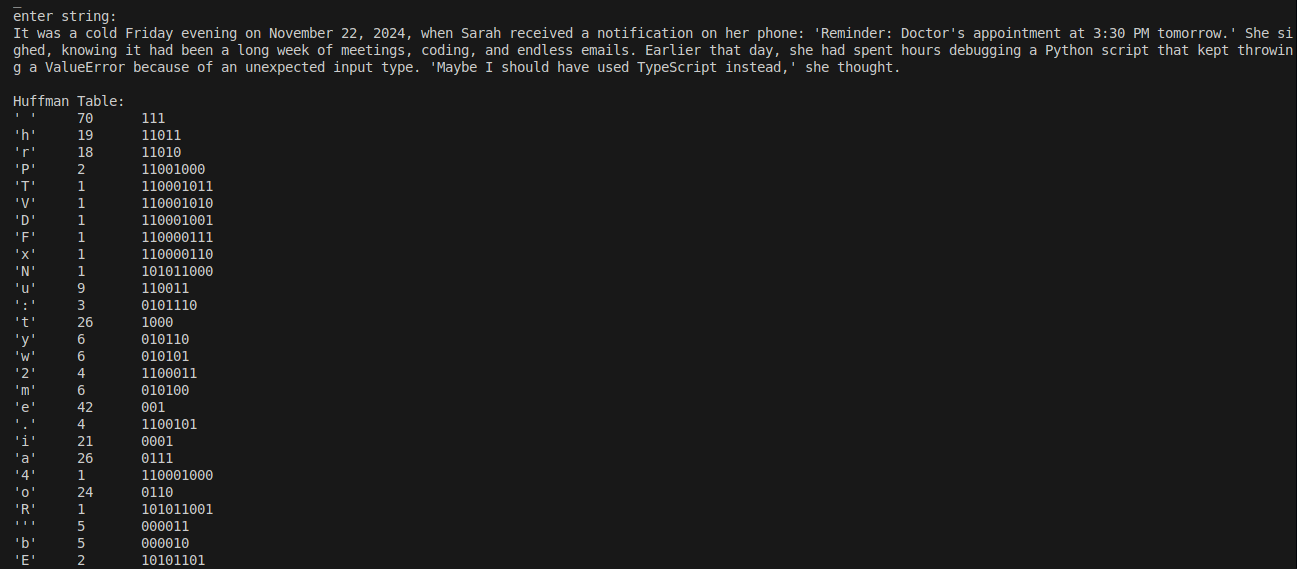 enter string:
It was a cold Friday evening on November 22, 2024, when Sarah received a notification on her phone: 'Reminder: Doctor's appointment at 3:30 PM tomorrow.' She si
ghed, knowing it had been a long week of meetings, coding, and endless emails. Earlier that day, she had spent hours debugging a Python script that kept throwin
g a ValueError because of an unexpected input type. 'Maybe I should have used TypeScript instead,' she thought.
Huffman Table:
' ' 70 111
'h' 19 11011
'r' 18 11010
'P' 2 11001000
'T' 1 110001011
'V' 1 110001010
'D' 1 110001001
'F' 1 110000111
'x' 1 110000110
'N' 1 101011000
'u' 9 110011
':' 3 0101110
't' 26 1000
'y' 6 010110
'w' 6 010101
'2' 4 1100011
'm' 6 010100
'e' 42 001
'.' 4 1100101
'i' 21 0001
'a' 26 0111
'4' 1 110001000
'o' 24 0110
'R' 1 101011001
''' 5 000011
'b' 5 000010
'E' 2 10101101